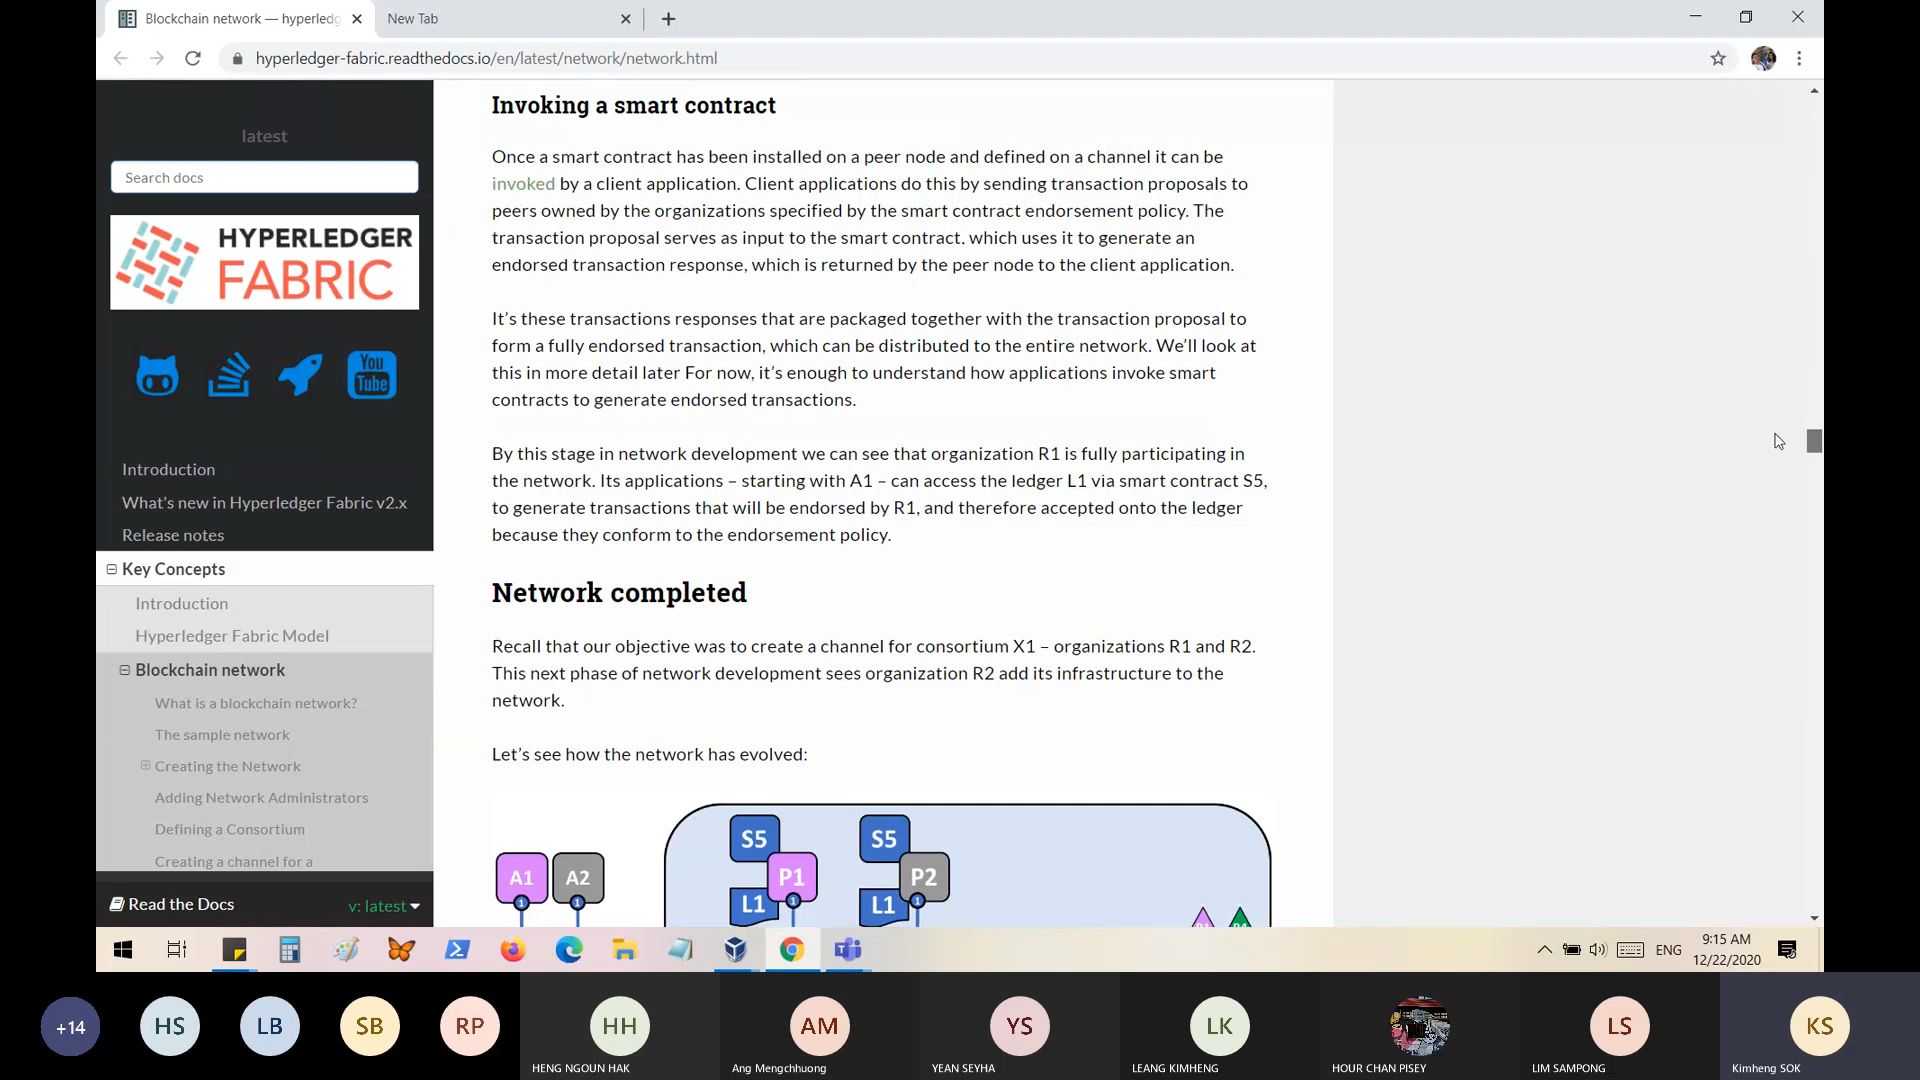 Blockchain network — hyperledg
New Tab
hyperledger-fabric.readthedocs.io/en/latest/network/network.html
latest
Search docs
HYPERLEDGER
FABRIC
You
Tube
Introduction
What's new in Hyperledger Fabric v2.x
Release notes
Key Concepts
Introduction
Hyperledger Fabric Model
Blockchain network
What is a blockchain network?
The sample network
Creating the Network
Adding Network Administrators
Defining a Consortium
Creating a channel for a
Read the Docs
v: latest
Invoking a smart contract
Once a smart contract has been installed on a peer node and defined on a channel it can be
invoked by a client application. Client applications do this by sending transaction proposals to
peers owned by the organizations specified by the smart contract endorsement policy. The
transaction proposal serves as input to the smart contract, which uses it to generate an
endorsed transaction response, which is returned by the peer node to the client application.
It's these transactions responses that are packaged together with the transaction proposal to
form a fully endorsed transaction, which can be distributed to the entire network. We'll look at
this in more detail later For now, it's enough to understand how applications invoke smart
contracts to generate endorsed transactions.
By this stage in network development we can see that organization R1 is fully participating in
the network. Its applications – starting with A1 – can access the ledger L1 via smart contract S5,
to generate transactions that will be endorsed by R1, and therefore accepted onto the ledger
because they conform to the endorsement policy.
Network completed
Recall that our objective was to create a channel for consortium X1 – organizations R1 and R2.
This next phase of network development sees organization R2 add its infrastructure to the
network.
Let's see how the network has evolved:
S5
S5
A1
A2
P1
P2
L1
L1
1
1
1
1
ENG
9:15 AM
12/22/2020
+14
HS
LB
SB
RP
HH
AM
YS
LK
LS
KS
HENG NGOUN HAK
Ang Mengchhuong
YEAN SEYHA
LEANG KIMHENG
HOUR CHAN PISEY
LIM SAMPONG
Kimheng SOK